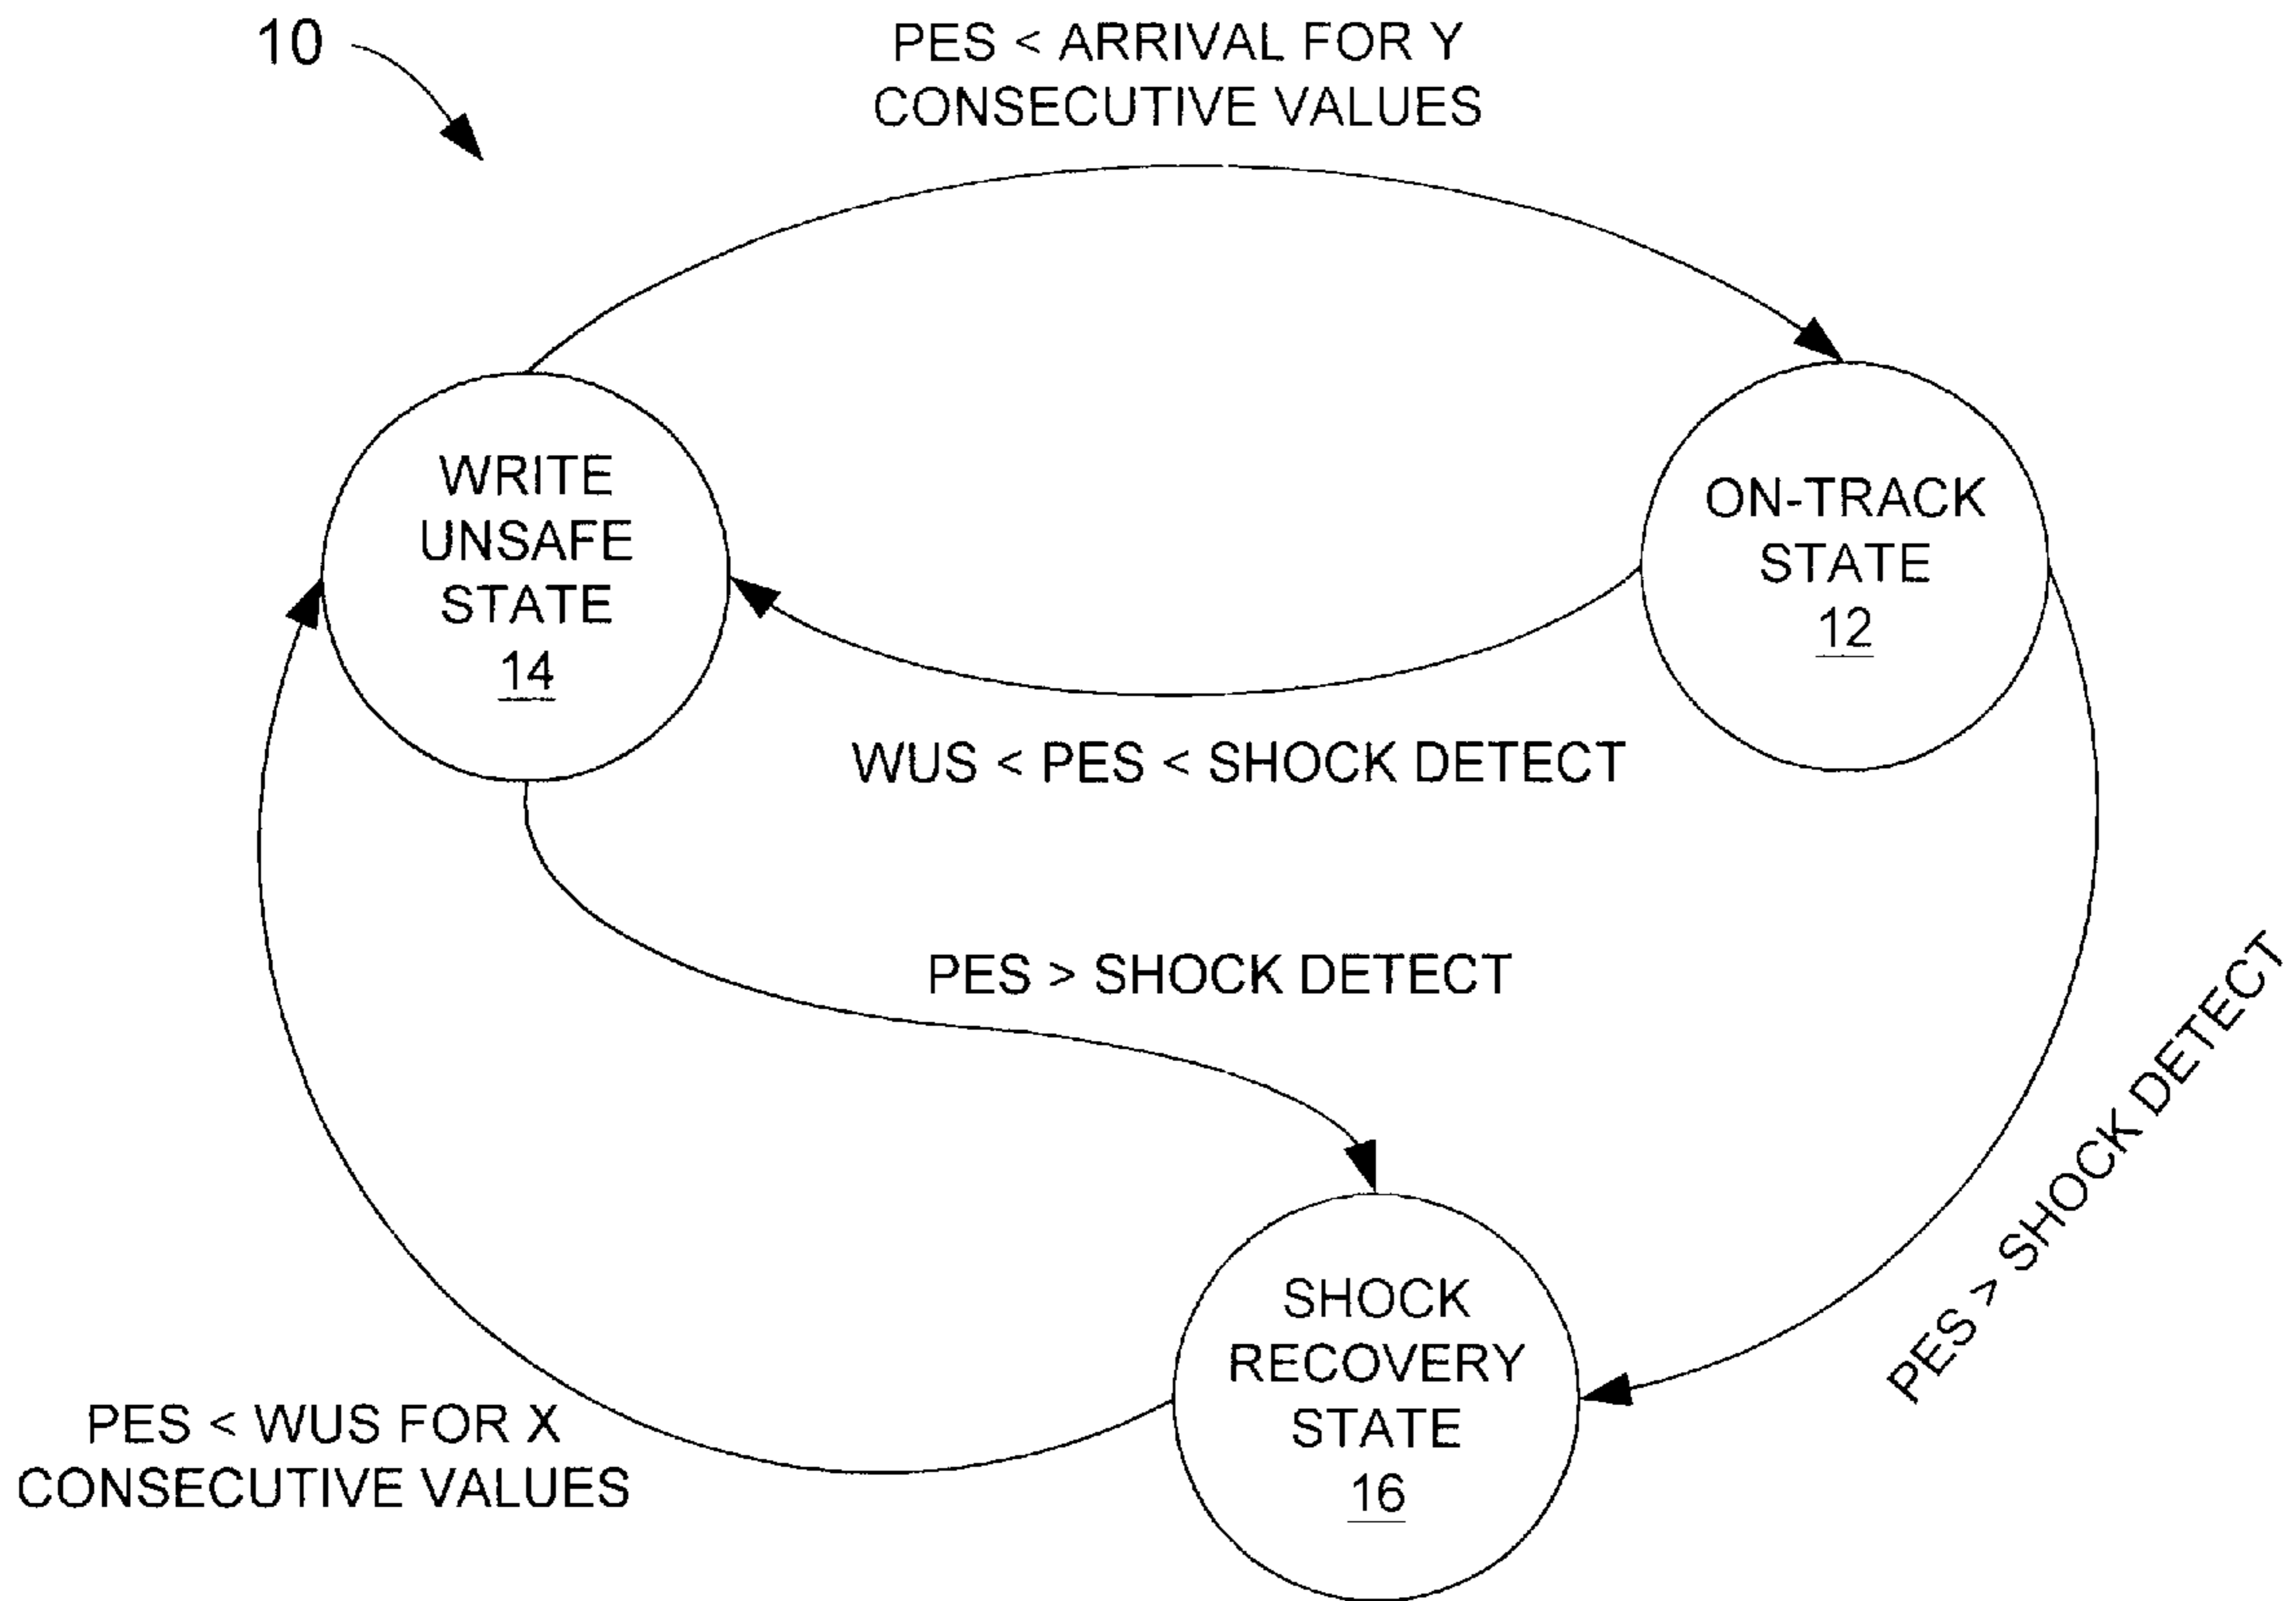 10
PES < ARRIVAL FOR Y
CONSECUTIVE VALUES
WRITE
UNSAFE
STATE
14
ON-TRACK
STATE
12
WUS < PES < SHOCK DETECT
PES > SHOCK DETECT
PES > SHOCK DETECT
SHOCK
RECOVERY
STATE
16
PES < WUS FOR X
CONSECUTIVE VALUES